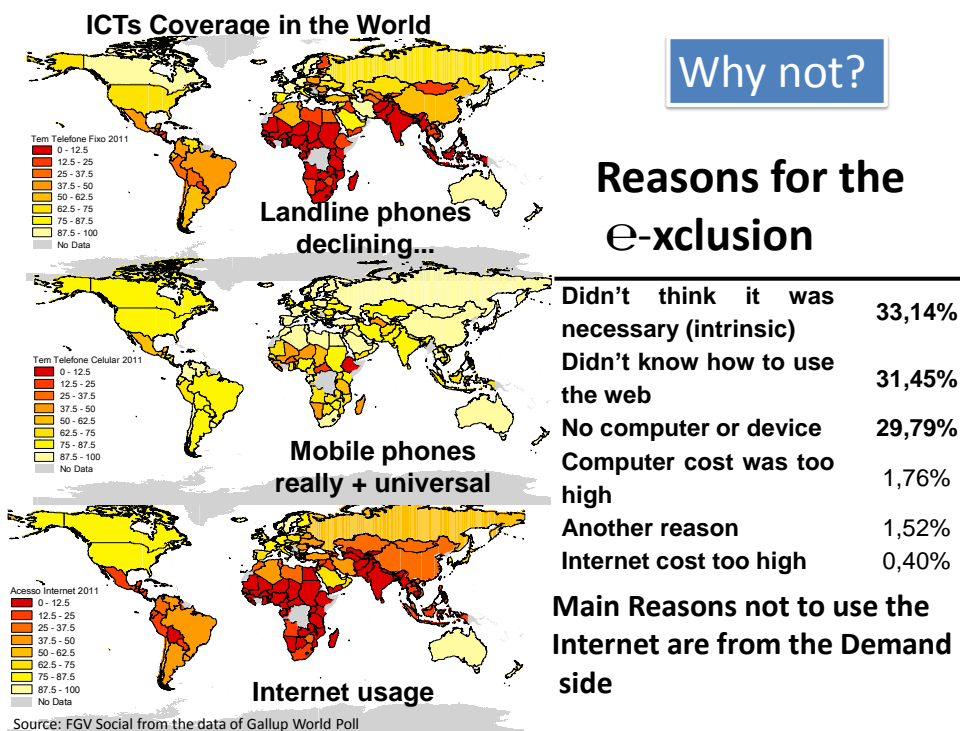 ICTs Coverage in the World
Tem Telefone Fixo 2011
0 - 12.5
12.5 - 25
25 - 37.5
37.5 - 50
50 - 62.5
62.5 - 75
75 - 87.5
87.5 - 100
No Data
Landline phones
declining...
Tem Telefone Celular 2011
0 - 12.5
12.5 - 25
25 - 37.5
37.5 - 50
50 - 62.5
62.5 - 75
75 - 87.5
87.5 - 100
No Data
Mobile phones
really + universal
Acesso Internet 2011
0 - 12.5
12.5 - 25
25 - 37.5
37.5 - 50
50 - 62.5
62.5 - 75
75 - 87.5
87.5 - 100
No Data
Internet usage
Source: FGV Social from the data of Gallup World Poll
Why not?
Reasons for the
e-xclusion
Didn't think it was
necessary (intrinsic) 33,14%
Didn't know how to use
the web 31,45%
No computer or device 29,79%
Computer cost was too
high 1,76%
Another reason 1,52%
Internet cost too high 0,40%
Main Reasons not to use the
Internet are from the Demand
side